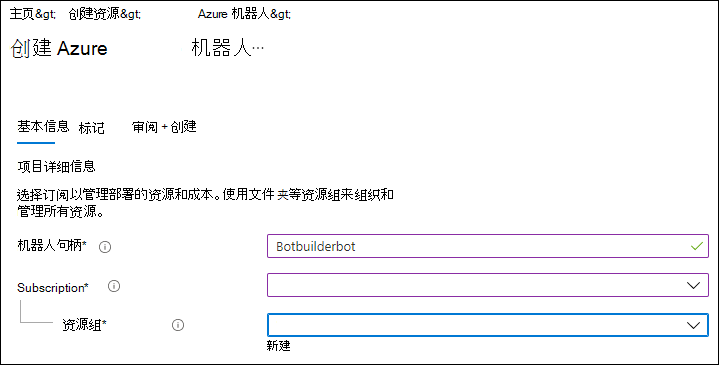 主页&gt; 创建资源&gt; Azure 机器人&gt;
创建 Azure 机器人···
基本信息 标记 审阅 + 创建
项目详细信息
选择订阅以管理部署的资源和成本。使用文件夹等资源组来组织和
管理所有资源。
机器人句柄* Botbuilderbot
Subscription*
资源组*
新建